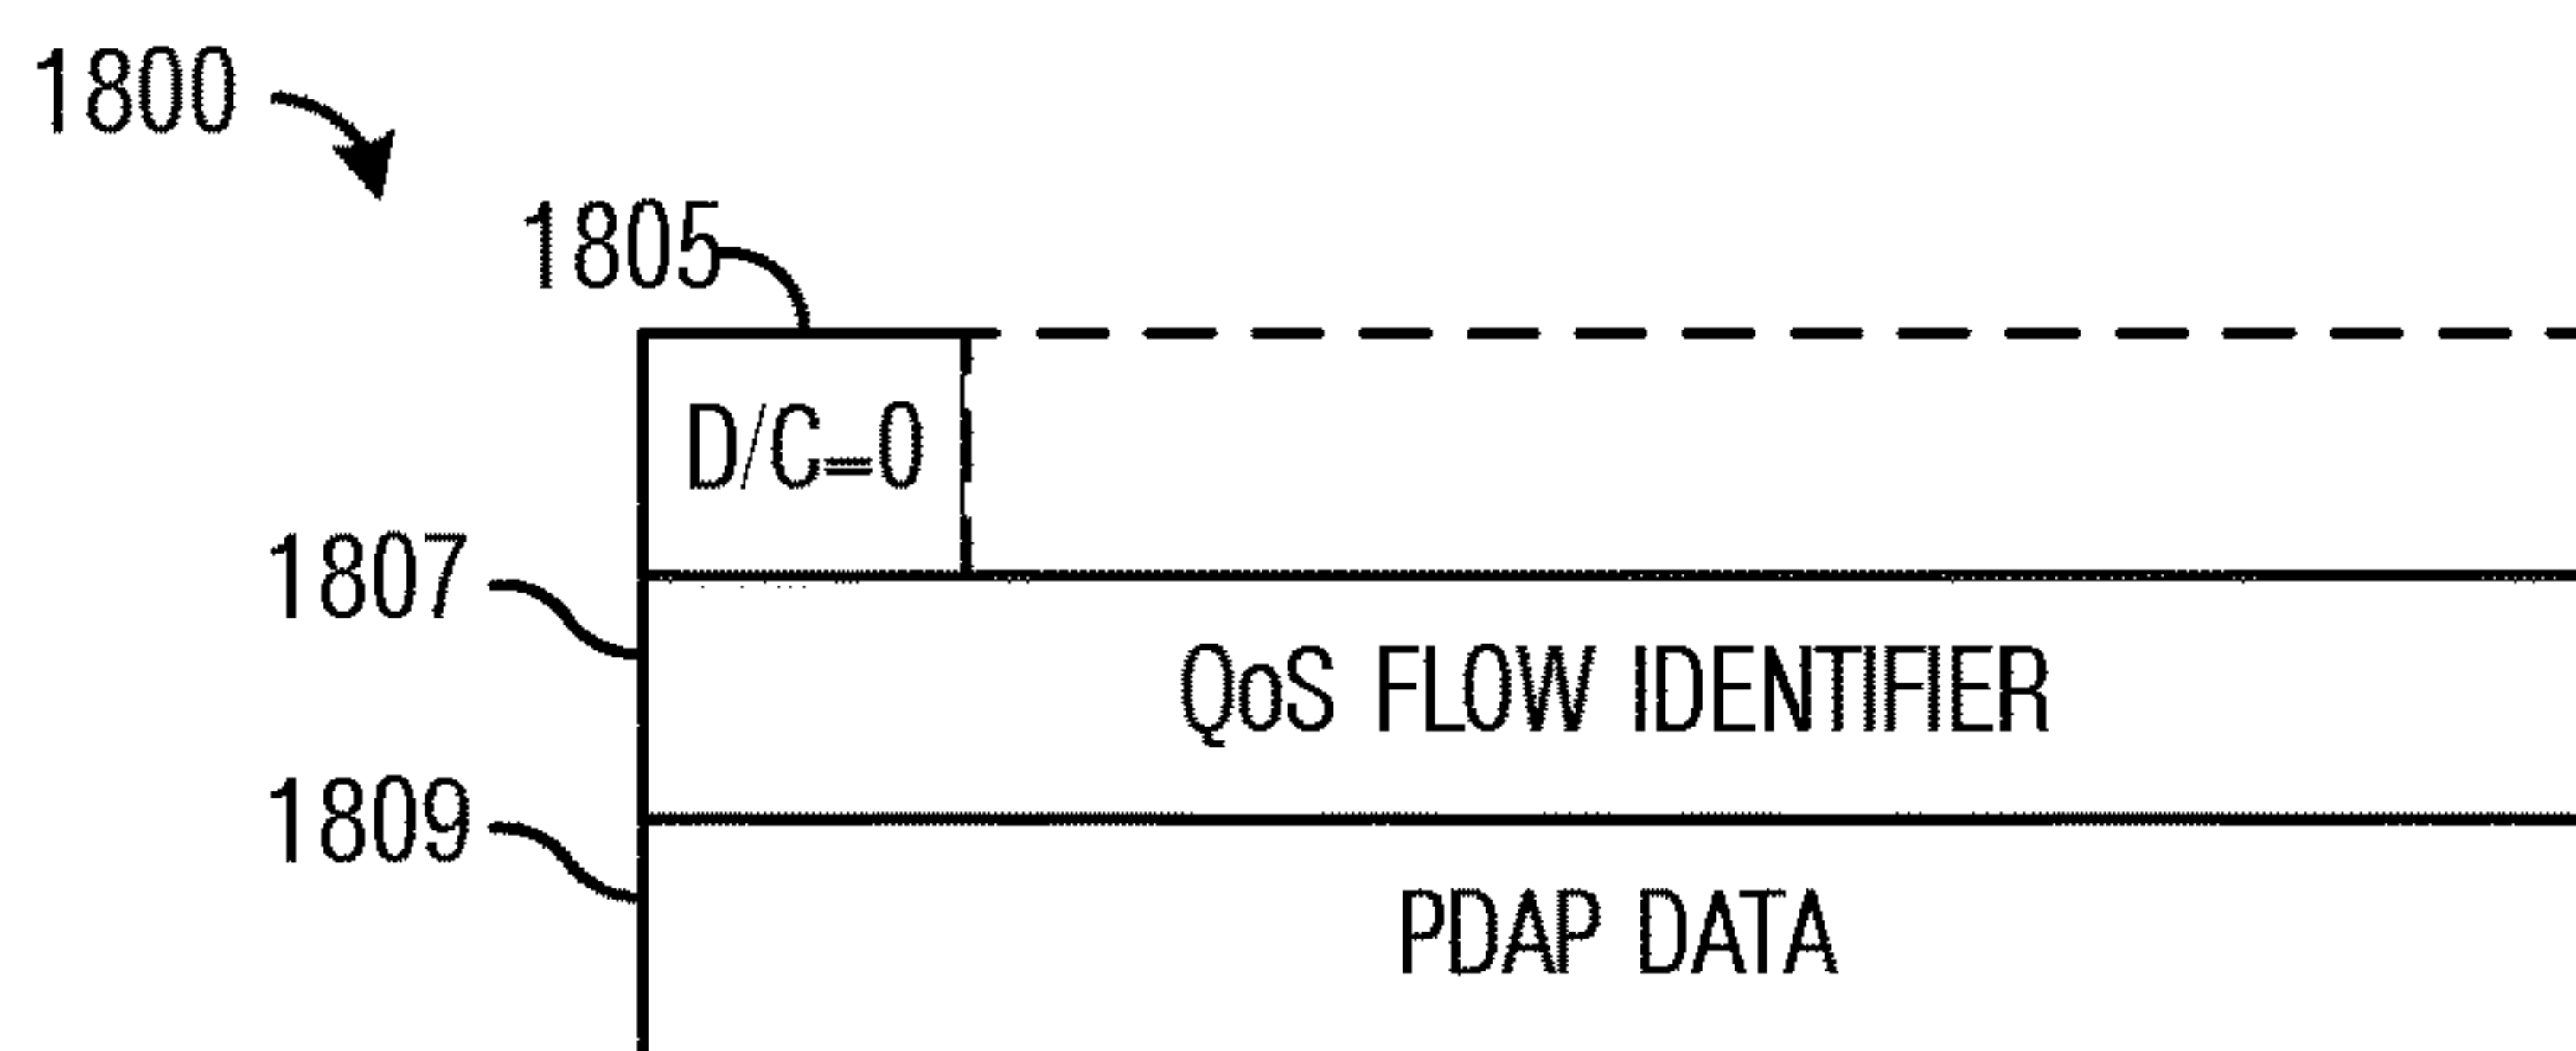 1800
1805
D/C=0
1807
QoS FLOW IDENTIFIER
1809
PDAP DATA